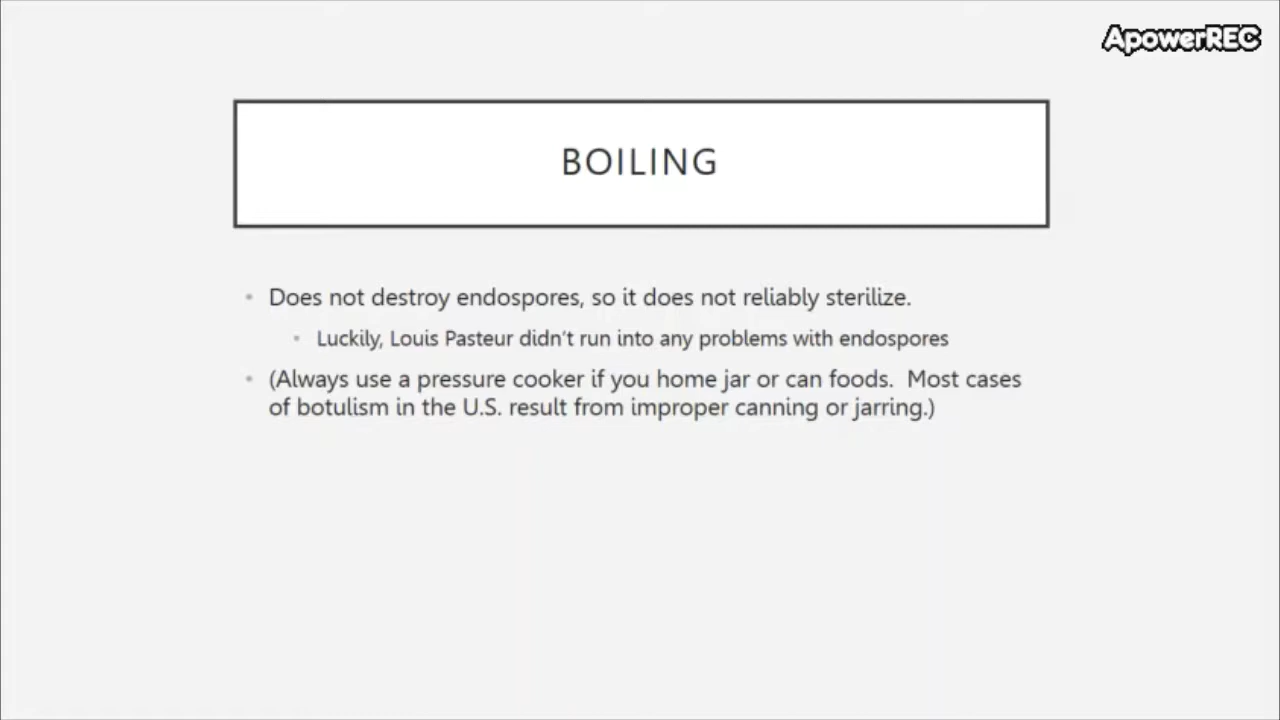 ApowerREC
BOILING
• Does not destroy endospores, so it does not reliably sterilize.
• Luckily, Louis Pasteur didn't run into any problems with endospores
• (Always use a pressure cooker if you home jar or can foods.  Most cases
of botulism in the U.S. result from improper canning or jarring.)